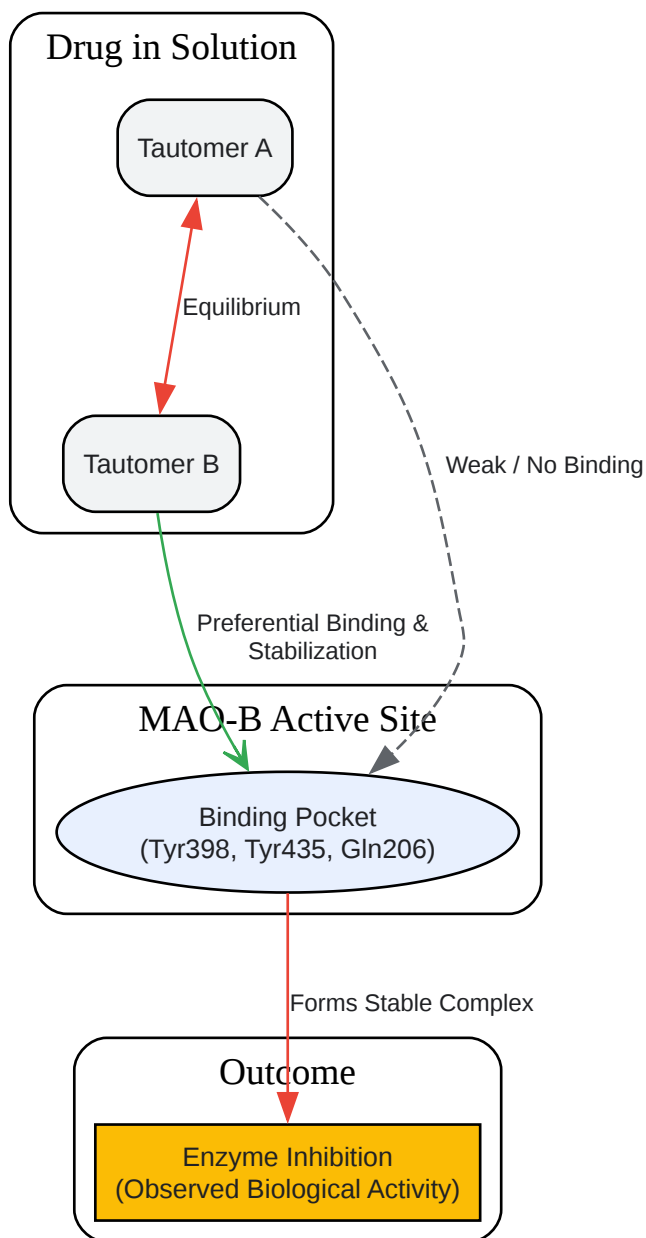 Drug in Solution
Tautomer A
Equilibrium
Tautomer B
Weak / No Binding
Preferential Binding &
Stabilization
MAO-B Active Site
Binding Pocket
(Tyr398, Tyr435, Gln206)
Forms Stable Complex
Outcome
Enzyme Inhibition
(Observed Biological Activity)